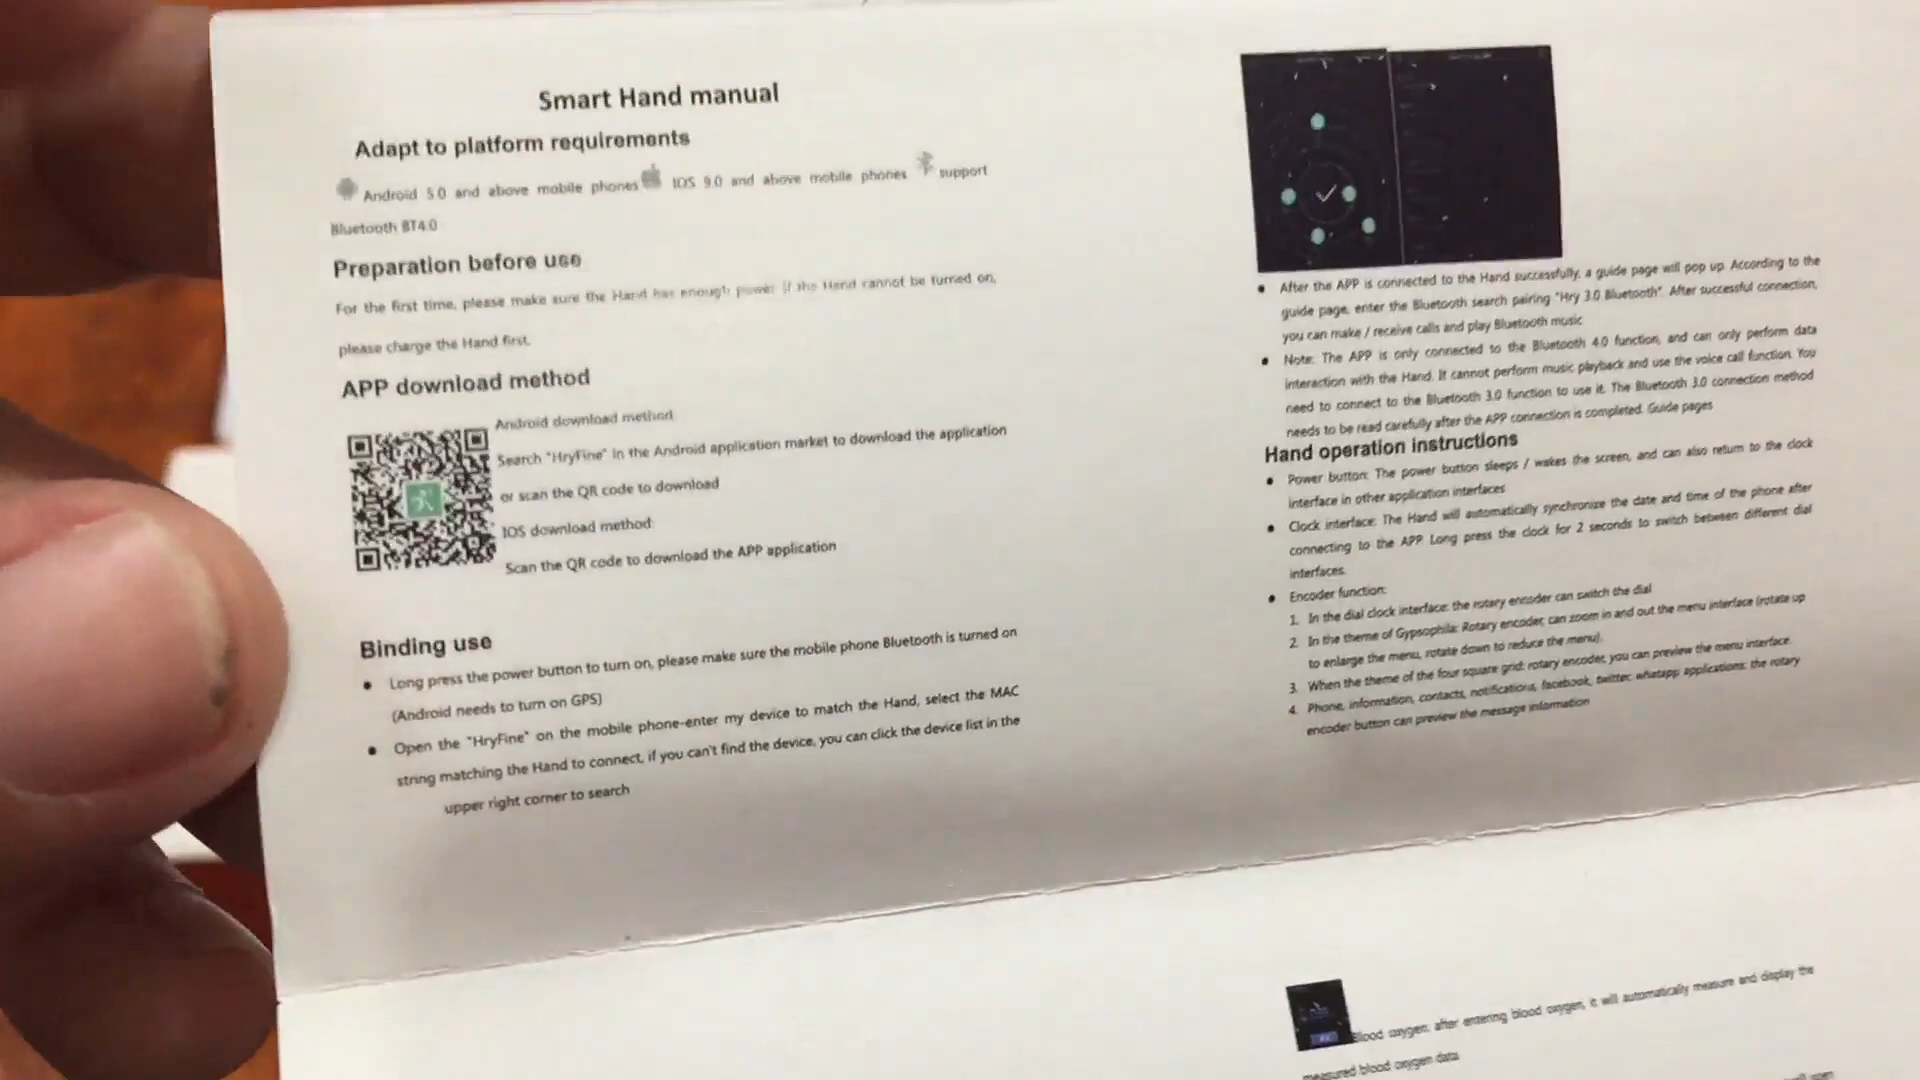 Smart Hand manual
Adapt to platform requirements
Android 5.0 and above mobile phones IOS 9.0 and above mobile phones support
Bluetooth BT4.0
Preparation before use
For the first time, please make sure the Hand has enough power if the Hand cannot be turned on,
please charge the Hand first.
APP download method
Android download method
Search "HryFine" in the Android application market to download the application
or scan the QR code to download
IOS download method:
Scan the QR code to download the APP application
Binding use
● Long press the power button to turn on, please make sure the mobile phone Bluetooth is turned on
(Android needs to turn on GPS)
● Open the "HryFine" on the mobile phone-enter my device to match the Hand, select the MAC
string matching the Hand to connect, if you can't find the device, you can click the device list in the
upper right corner to search
● After the APP is connected to the Hand successfully, a guide page will pop up. According to the
guide page, enter the Bluetooth search pairing "Hry 3.0 Bluetooth". After successful connection,
you can make / receive calls and play Bluetooth music
● Note: The APP is only connected to the Bluetooth 4.0 function, and can only perform data
interaction with the Hand. It cannot perform music playback and use the voice call function. You
need to connect to the Bluetooth 3.0 function to use it. The Bluetooth 3.0 connection method
needs to be read carefully after the APP connection is completed. Guide pages
Hand operation instructions
● Power button: The power button sleeps / wakes the screen, and can also return to the clock
interface in other application interfaces
● Clock interface: The Hand will automatically synchronize the date and time of the phone after
connecting to the APP Long press the clock for 2 seconds to switch between different dial
interfaces.
● Encoder function:
1. In the dial clock interface: the rotary encoder can switch the dial
2. In the theme of Gypsophila: Rotary encoder, can zoom in and out the menu interface (rotate up
to enlarge the menu, rotate down to reduce the menu).
3. When the theme of the four square grid: rotary encoder, you can preview the menu interface.
4. Phone, information, contacts, notifications, facebook, twitter, whatapp applications: the rotary
encoder button can preview the message information
Blood oxygen: after entering blood oxygen, it will automatically measure and display the
measured blood oxygen data